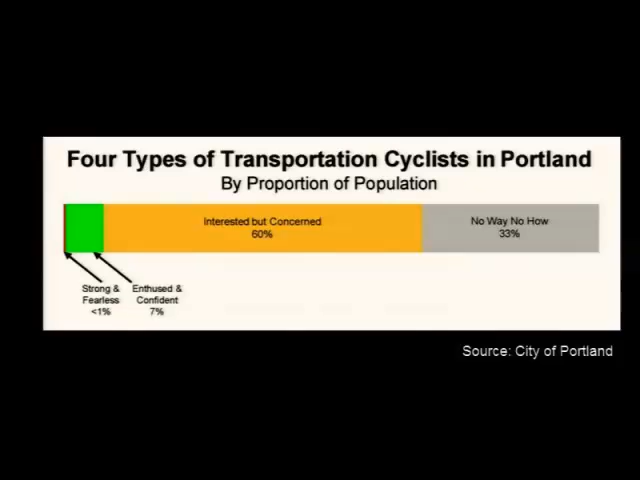 Four Types of Transportation Cyclists in Portland
By Proportion of Population
Interested but Concerned
60%
No Way No How
33%
Strong &
Fearless
<1%
Enthused &
Confident
7%
Source: City of Portland